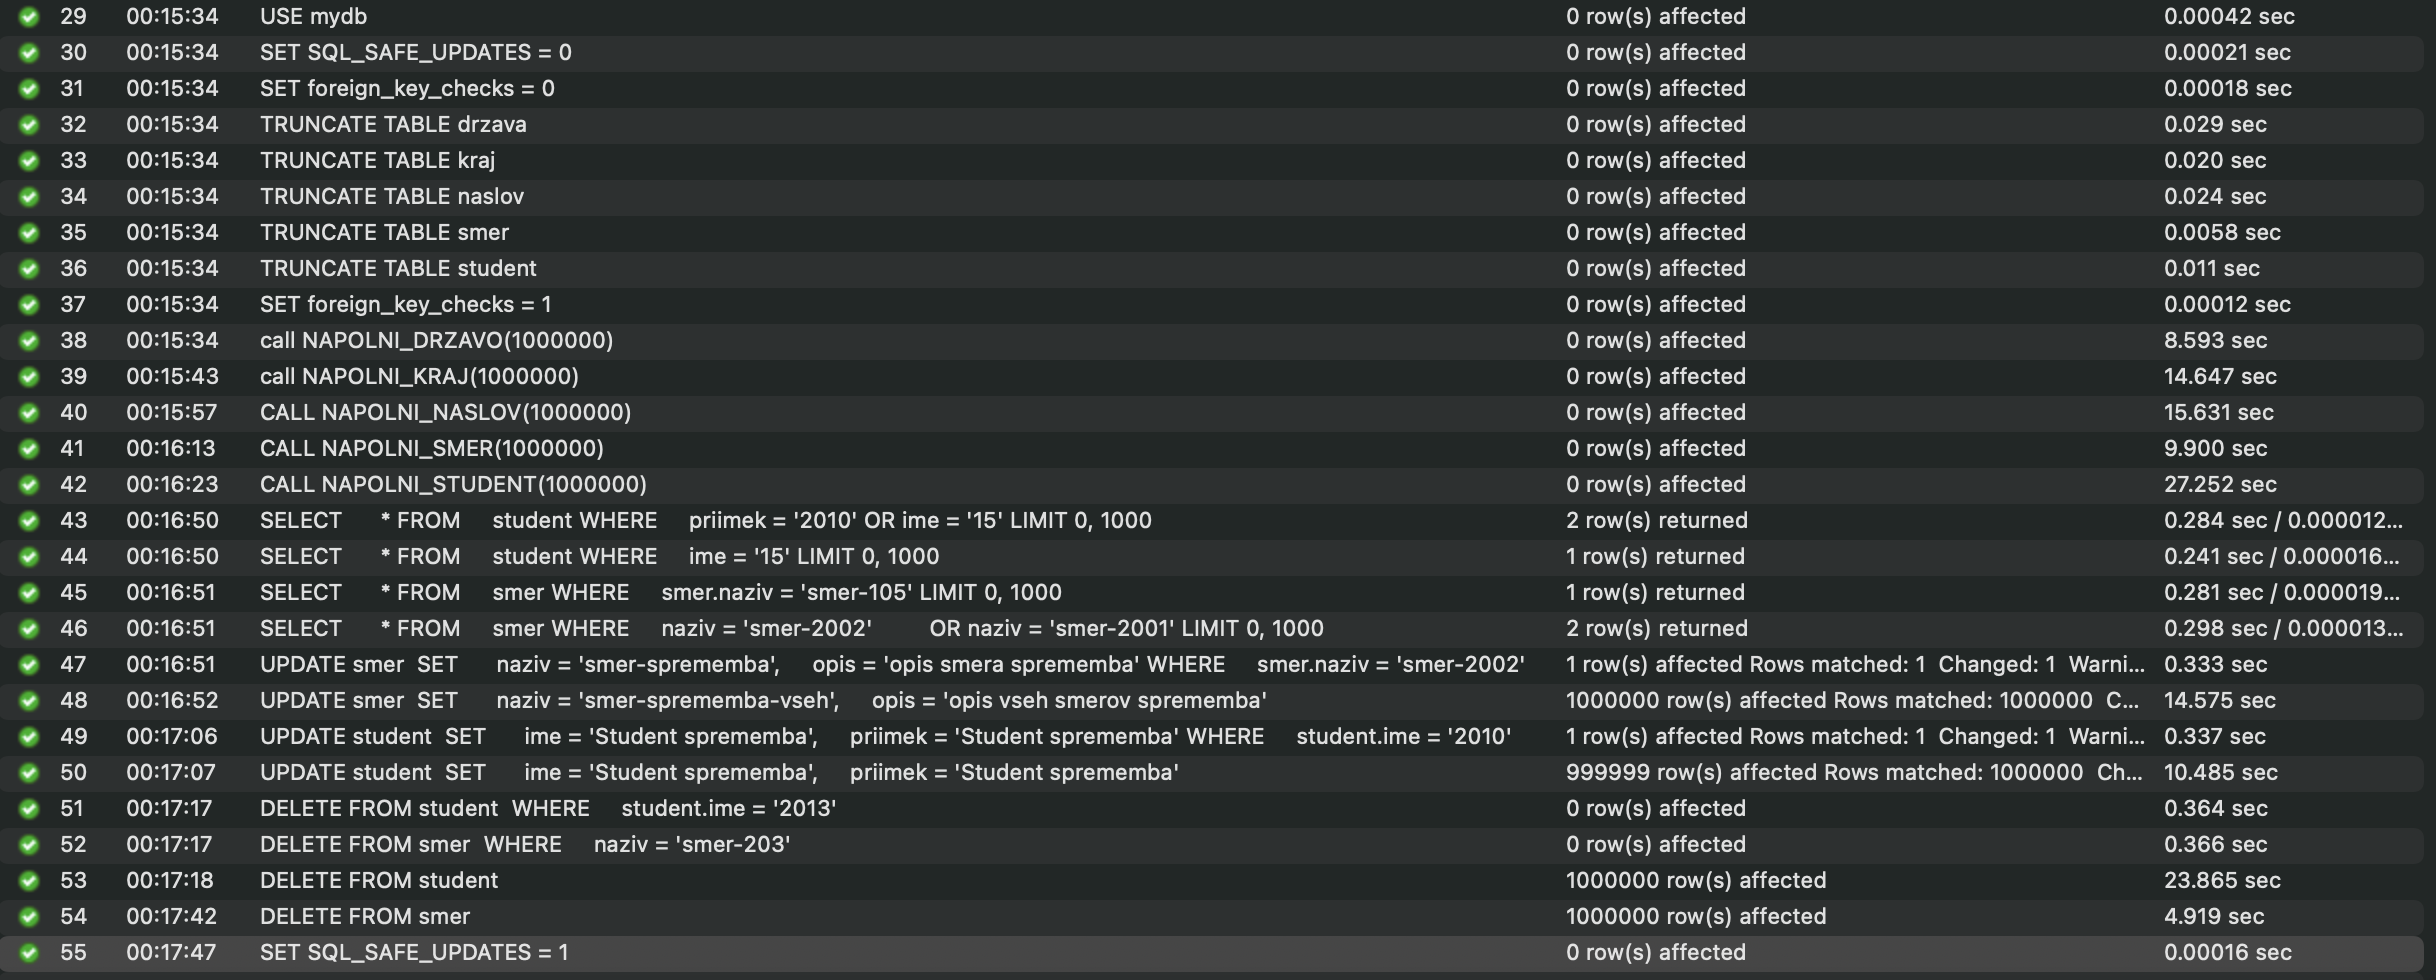 29 00:15:34 USE mydb 0 row(s) affected 0.00042 sec
30 00:15:34 SET SQL_SAFE_UPDATES = 0 0 row(s) affected 0.00021 sec
31 00:15:34 SET foreign_key_checks = 0 0 row(s) affected 0.00018 sec
32 00:15:34 TRUNCATE TABLE drzava 0 row(s) affected 0.029 sec
33 00:15:34 TRUNCATE TABLE kraj 0 row(s) affected 0.020 sec
34 00:15:34 TRUNCATE TABLE naslov 0 row(s) affected 0.024 sec
35 00:15:34 TRUNCATE TABLE smer 0 row(s) affected 0.0058 sec
36 00:15:34 TRUNCATE TABLE student 0 row(s) affected 0.011 sec
37 00:15:34 SET foreign_key_checks = 1 0 row(s) affected 0.00012 sec
38 00:15:34 call NAPOLNI_DRZAVO(1000000) 0 row(s) affected 8.593 sec
39 00:15:43 call NAPOLNI_KRAJ(1000000) 0 row(s) affected 14.647 sec
40 00:15:57 CALL NAPOLNI_NASLOV(1000000) 0 row(s) affected 15.631 sec
41 00:16:13 CALL NAPOLNI_SMER(1000000) 0 row(s) affected 9.900 sec
42 00:16:23 CALL NAPOLNI_STUDENT(1000000) 0 row(s) affected 27.252 sec
43 00:16:50 SELECT * FROM student WHERE priimek = '2010' OR ime = '15' LIMIT 0, 1000 2 row(s) returned 0.284 sec / 0.000012...
44 00:16:50 SELECT * FROM student WHERE ime = '15' LIMIT 0, 1000 1 row(s) returned 0.241 sec / 0.000016...
45 00:16:51 SELECT * FROM smer WHERE smer.naziv = 'smer-105' LIMIT 0, 1000 1 row(s) returned 0.281 sec / 0.000019...
46 00:16:51 SELECT * FROM smer WHERE naziv = 'smer-2002' OR naziv = 'smer-2001' LIMIT 0, 1000 2 row(s) returned 0.298 sec / 0.000013...
47 00:16:51 UPDATE smer SET naziv = 'smer-sprememba', opis = 'opis smera sprememba' WHERE smer.naziv = 'smer-2002' 1 row(s) affected Rows matched: 1 Changed: 1 Warni... 0.333 sec
48 00:16:52 UPDATE smer SET naziv = 'smer-sprememba-vseh', opis = 'opis vseh smerov sprememba' 1000000 row(s) affected Rows matched: 1000000 C... 14.575 sec
49 00:17:06 UPDATE student SET ime = 'Student sprememba', priimek = 'Student sprememba' WHERE student.ime = '2010' 1 row(s) affected Rows matched: 1 Changed: 1 Warni... 0.337 sec
50 00:17:07 UPDATE student SET ime = 'Student sprememba', priimek = 'Student sprememba' 999999 row(s) affected Rows matched: 1000000 Ch... 10.485 sec
51 00:17:17 DELETE FROM student WHERE student.ime = '2013' 0 row(s) affected 0.364 sec
52 00:17:17 DELETE FROM smer WHERE naziv = 'smer-203' 0 row(s) affected 0.366 sec
53 00:17:18 DELETE FROM student 1000000 row(s) affected 23.865 sec
54 00:17:42 DELETE FROM smer 1000000 row(s) affected 4.919 sec
55 00:17:47 SET SQL_SAFE_UPDATES = 1 0 row(s) affected 0.00016 sec